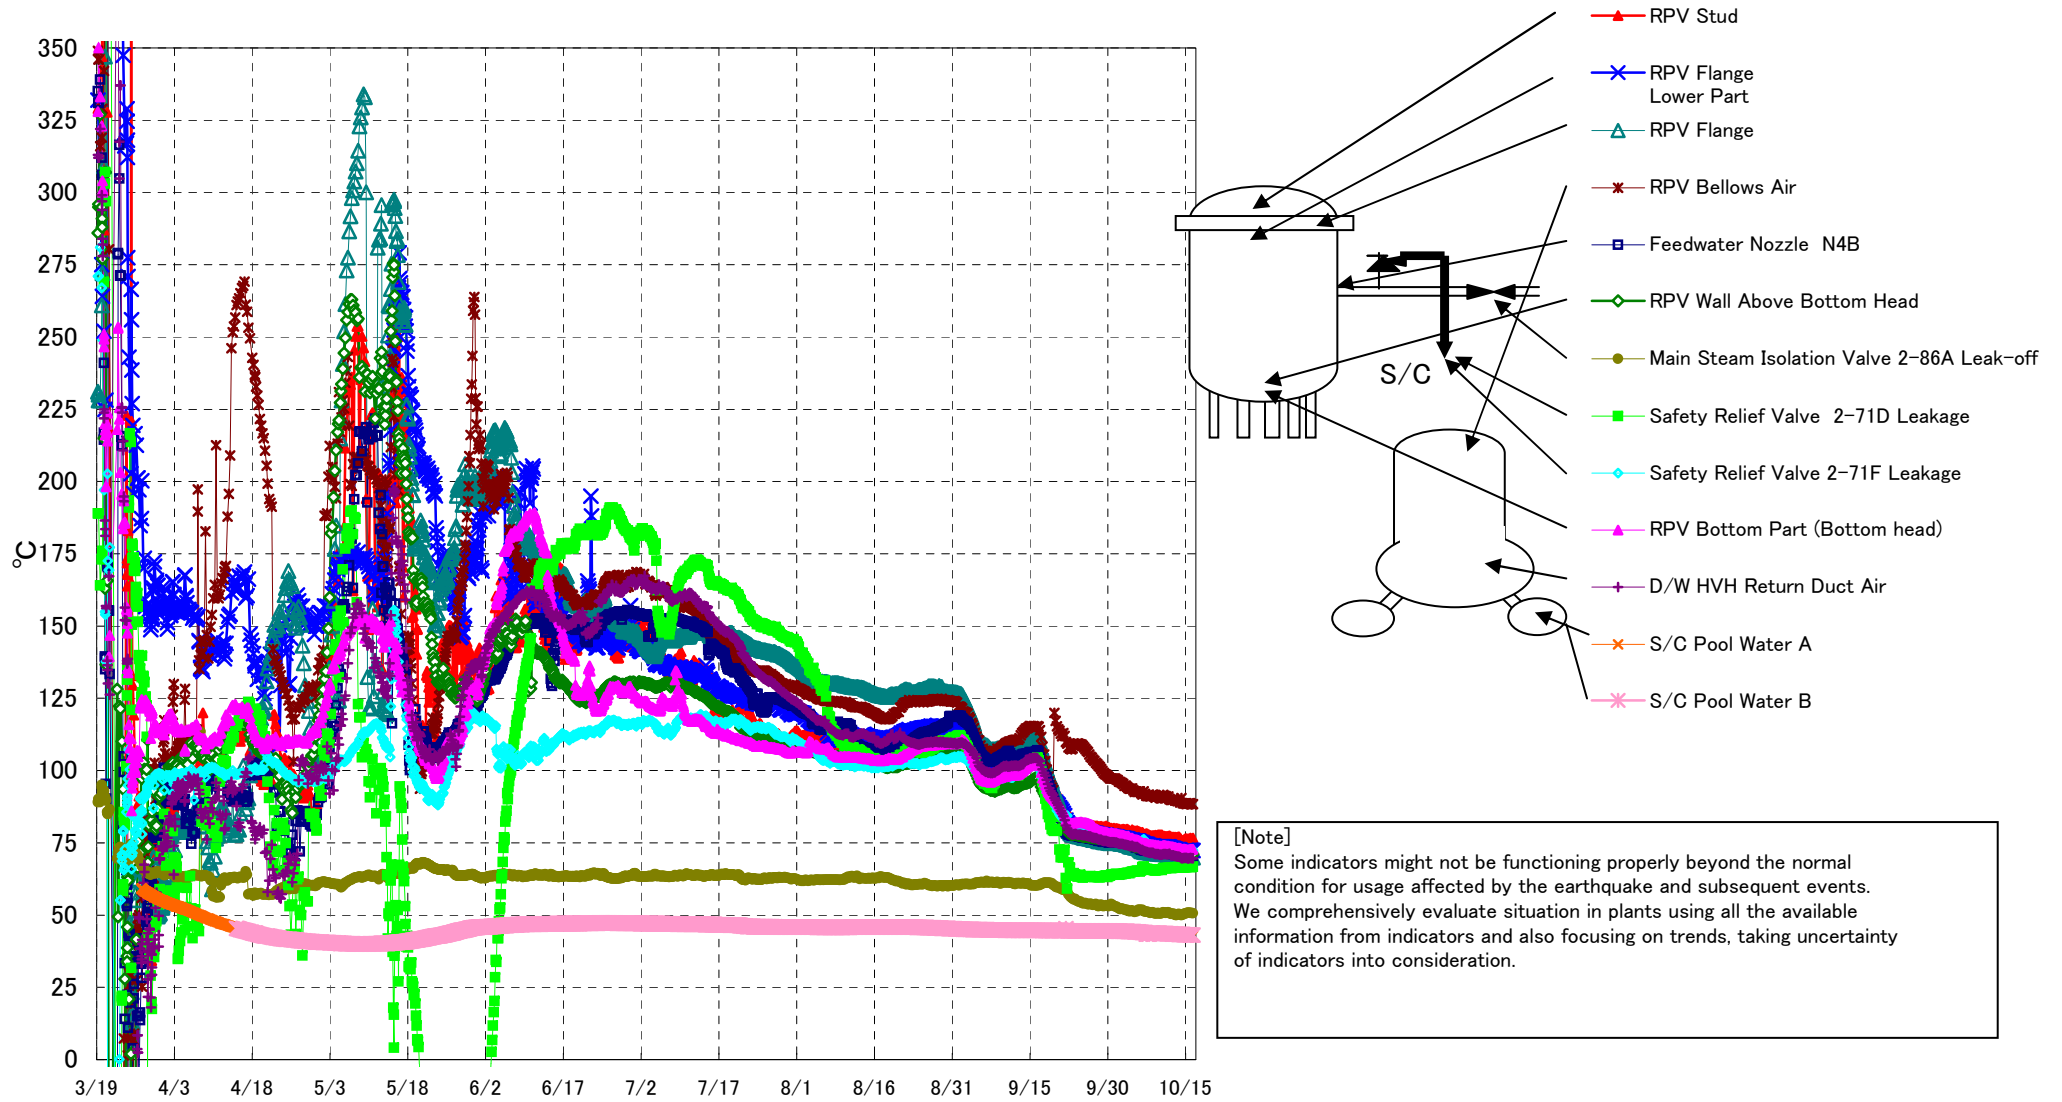 350
325
300
275
250
225
200
175
150
125
100
75
50
25
0
℃
3/19 4/3 4/18 5/3 5/18 6/2 6/17 7/2 7/17 8/1 8/16 8/31 9/15 9/30 10/15
RPV Stud
RPV Flange
Lower Part
RPV Flange
RPV Bellows Air
Feedwater Nozzle N4B
RPV Wall Above Bottom Head
Main Steam Isolation Valve 2-86A Leak-off
Safety Relief Valve 2-71D Leakage
Safety Relief Valve 2-71F Leakage
RPV Bottom Part (Bottom head)
D/W HVH Return Duct Air
S/C Pool Water A
S/C Pool Water B
S/C
[Note]
Some indicators might not be functioning properly beyond the normal
condition for usage affected by the earthquake and subsequent events.
We comprehensively evaluate situation in plants using all the available
information from indicators and also focusing on trends, taking uncertainty
of indicators into consideration.